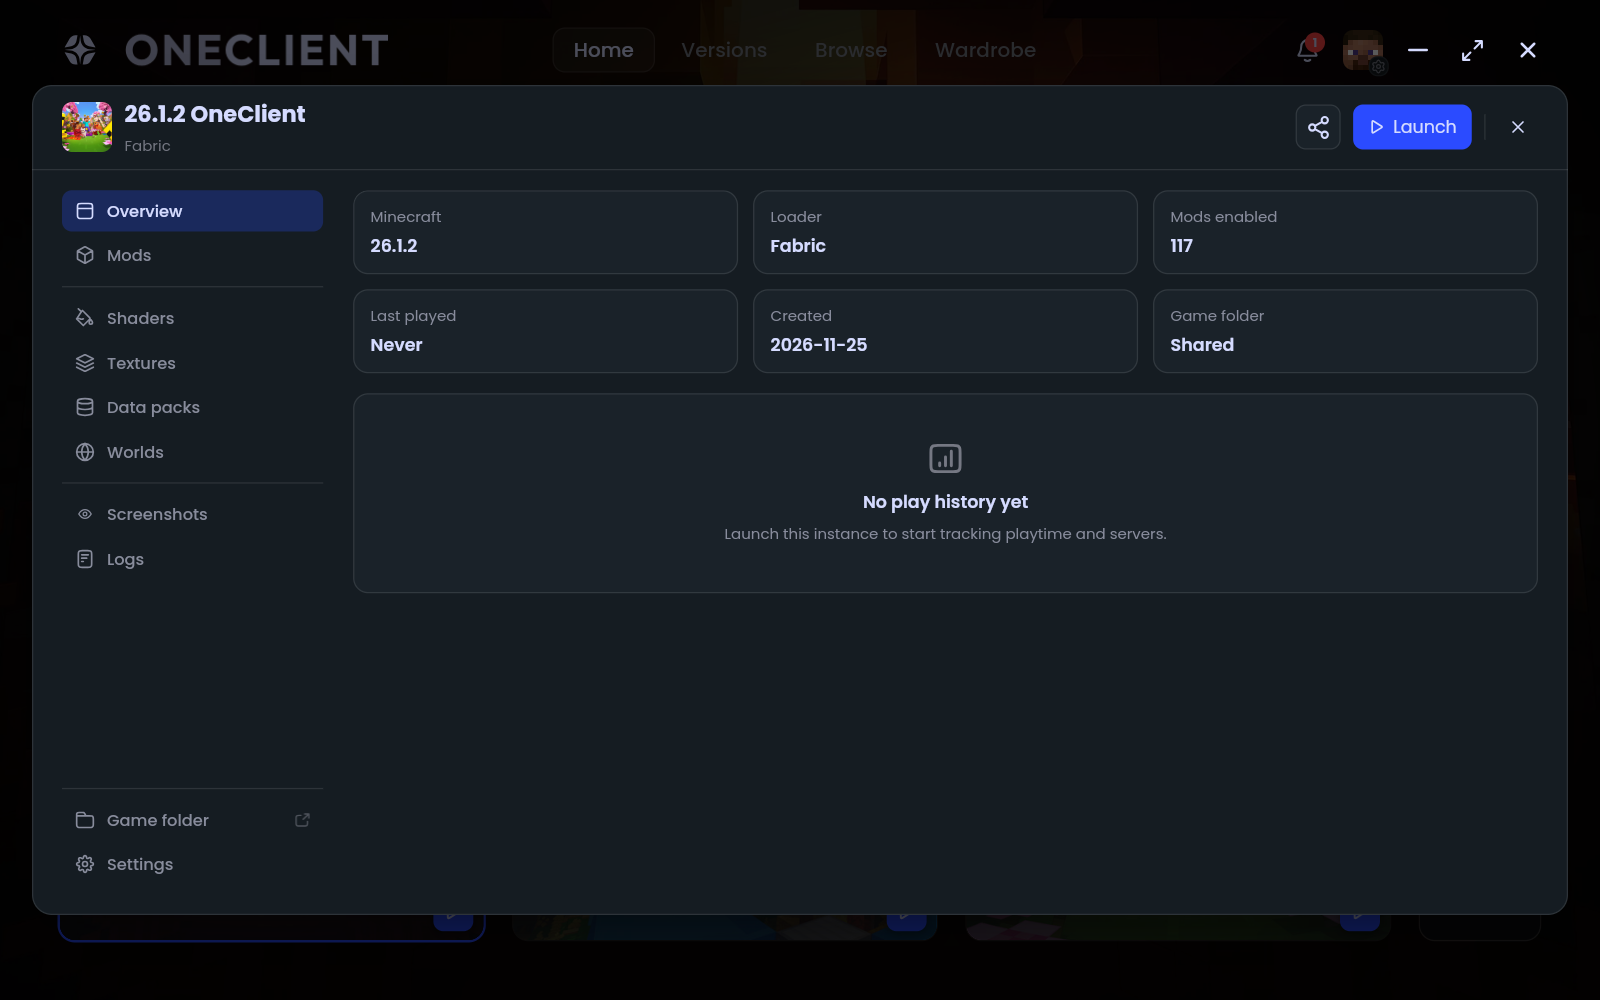 ONECLIENT
Home
Versions
Browse
Wardrobe
1
26.1.2 OneClient
Fabric
Launch
Overview
Mods
Shaders
Textures
Data packs
Worlds
Screenshots
Logs
Game folder
Settings
Minecraft
26.1.2
Loader
Fabric
Mods enabled
117
Last played
Never
Created
2026-11-25
Game folder
Shared
No play history yet
Launch this instance to start tracking playtime and servers.